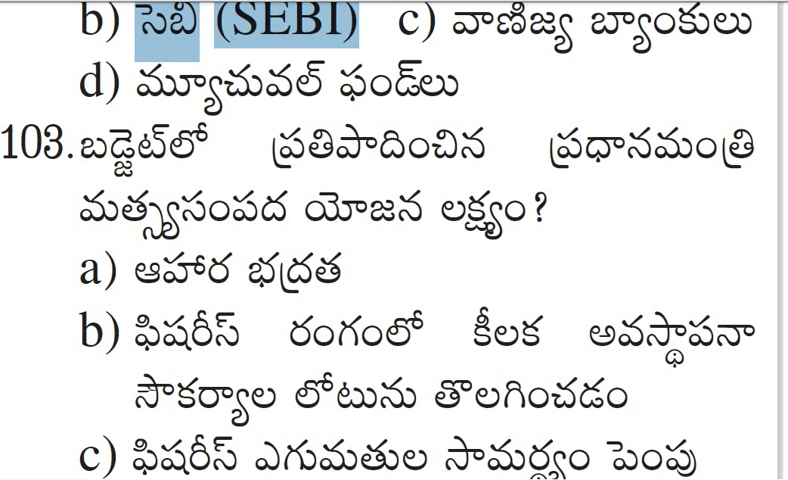 b) సెబీ (SEBI) c) వాణిజ్య బ్యాంకులు
d) మ్యూచువల్ ఫండ్‌లు
103. బడ్జెట్‌లో ప్రతిపాదించిన ప్రధానమంత్రి
మత్స్యసంపద యోజన లక్ష్యం?
a) ఆహార భద్రత
b) ఫిషరీస్ రంగంలో కీలక అవస్థాపనా
సౌకర్యాల లోటును తొలగించడం
c) ఫిషరీస్ ఎగుమతుల సామర్థ్యం పెంపు